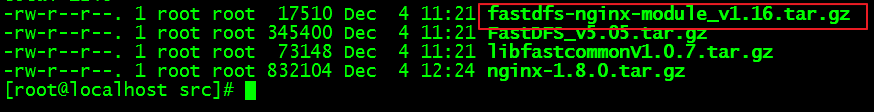 -rw-r--r--. 1 root root  17510 Dec  4 11:21 fastdfs-nginx-module_v1.16.tar.gz
-rw-r--r--. 1 root root 345400 Dec  4 11:21 FastDFS_v5.05.tar.gz
-rw-r--r--. 1 root root  73148 Dec  4 11:21 libfastcommonV1.0.7.tar.gz
-rw-r--r--. 1 root root 832104 Dec  4 12:24 nginx-1.8.0.tar.gz
[root@localhost src]#